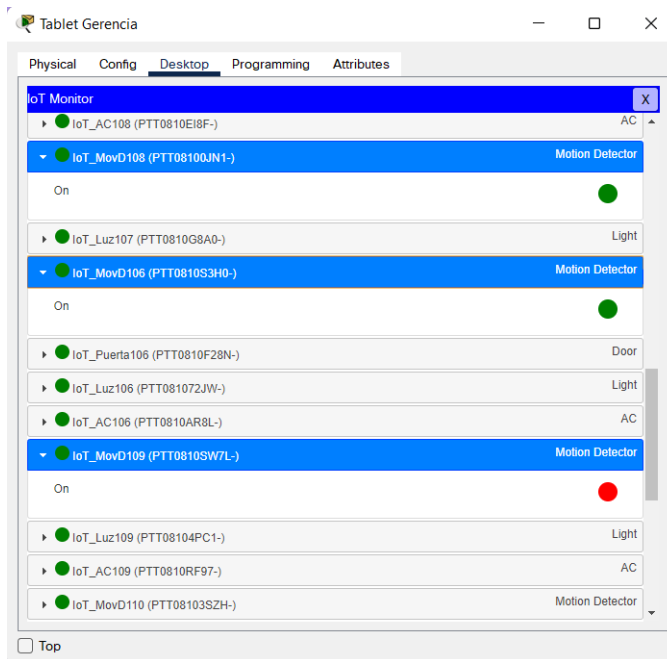 Tablet Gerencia
Physical Config Desktop Programming Attributes
IoT Monitor X
IoT_AC108 (PTT0810EI8F-) AC
IoT_MovD108 (PTT08100JN1-) Motion Detector
On
IoT_Luz107 (PTT0810G8A0-) Light
IoT_MovD106 (PTT0810S3H0-) Motion Detector
On
IoT_Puerta106 (PTT0810F28N-) Door
IoT_Luz106 (PTT081072JW-) Light
IoT_AC106 (PTT0810AR8L-) AC
IoT_MovD109 (PTT0810SW7L-) Motion Detector
On
IoT_Luz109 (PTT08104PC1-) Light
IoT_AC109 (PTT0810RF97-) AC
IoT_MovD110 (PTT08103SZH-) Motion Detector
Top